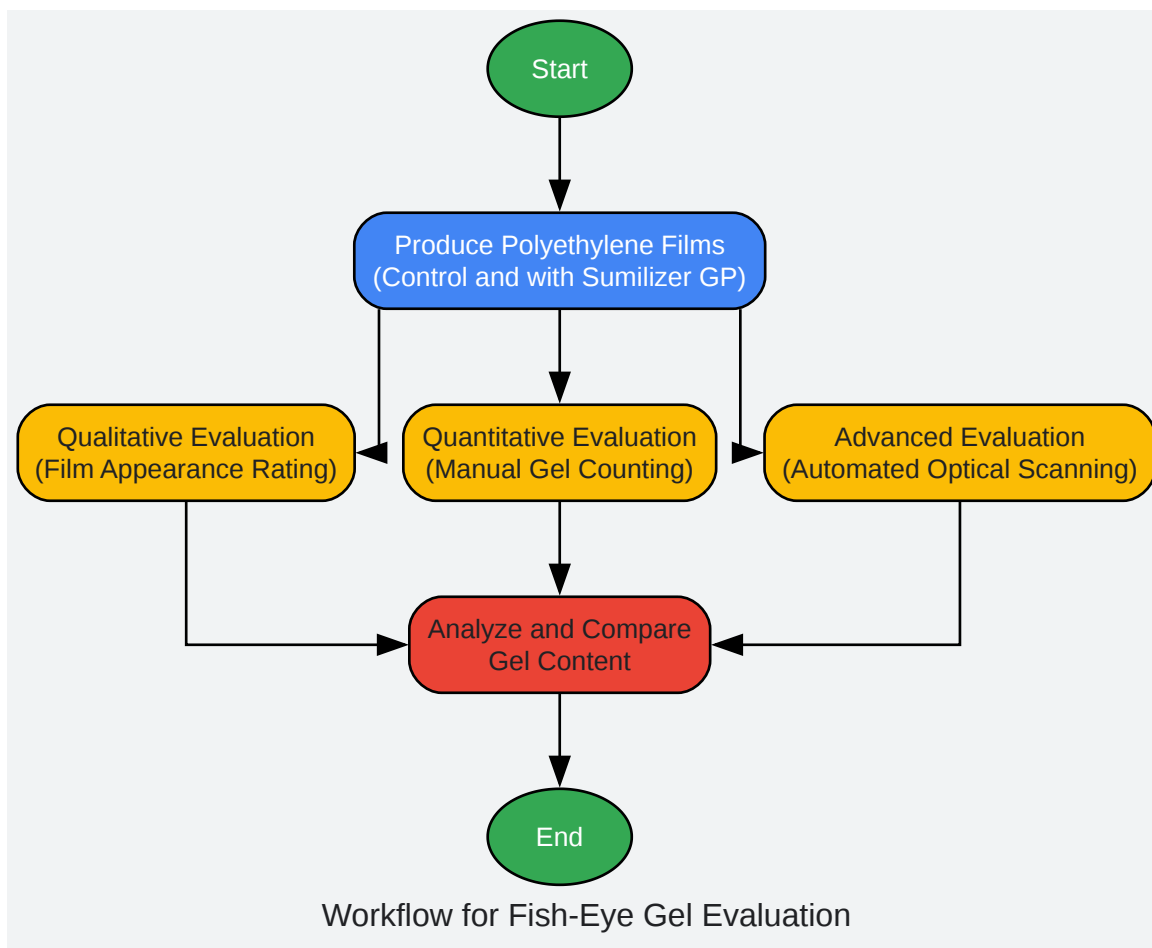 Start
Produce Polyethylene Films
(Control and with Sumilizer GP)
Qualitative Evaluation
(Film Appearance Rating)
Quantitative Evaluation
(Manual Gel Counting)
Advanced Evaluation
(Automated Optical Scanning)
Analyze and Compare
Gel Content
End
Workflow for Fish-Eye Gel Evaluation